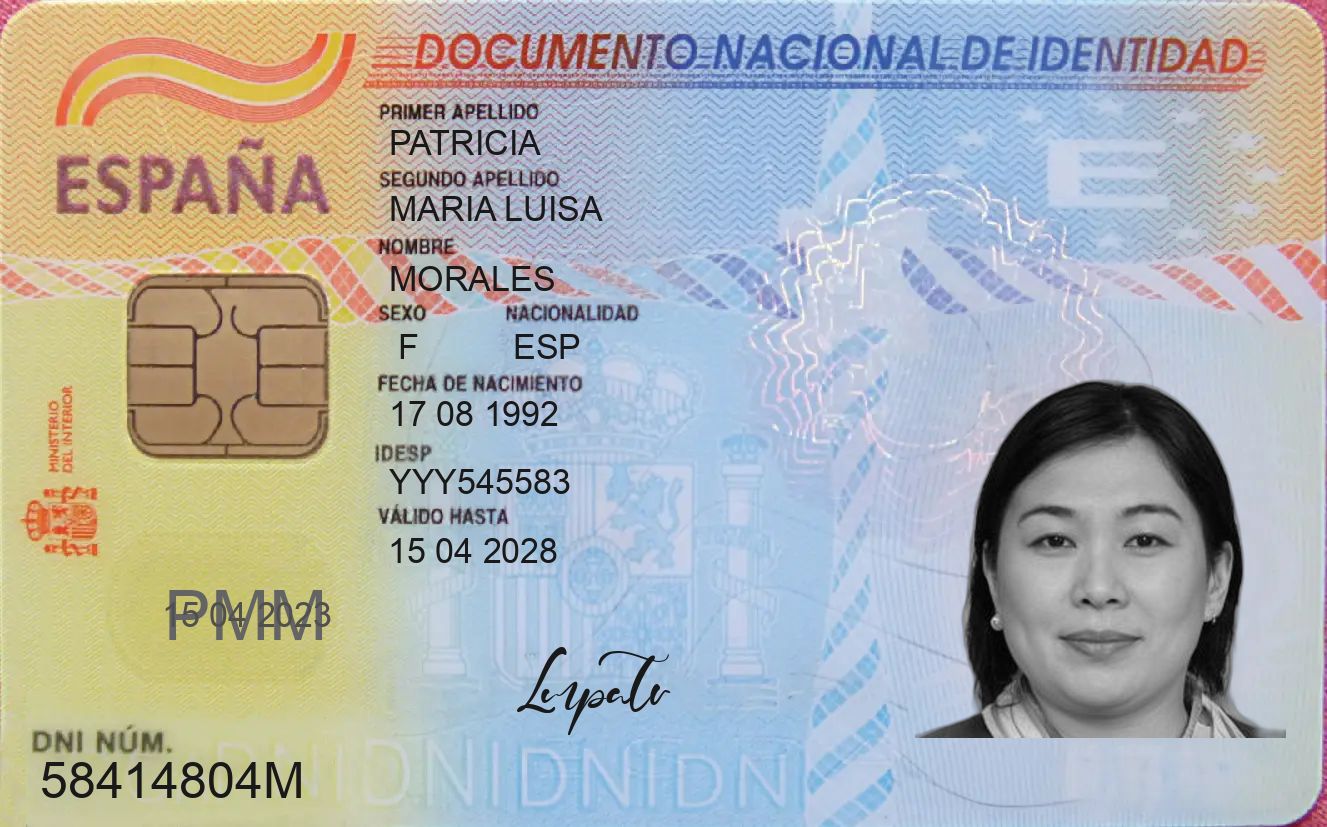 DOCUMENTO NACIONAL DE IDENTIDAD
ESPAÑA
PRIMER APELLIDO
PATRICIA
SEGUNDO APELLIDO
MARIA LUISA
NOMBRE
MORALES
SEXO NACIONALIDAD
F ESP
FECHA DE NACIMIENTO
17 08 1992
IDESP
YYY545583
VÁLIDO HASTA
15 04 2028
MINISTERIO
DEL INTERIOR
PMM
15 04 2023
DNI NÚM.
58414804M
E
DNIDNIDNIDNI